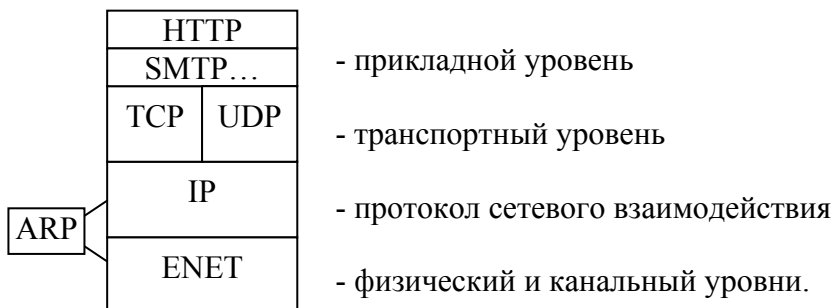 HTTP
SMTP…
- прикладной уровень
TCP UDP
- транспортный уровень
IP
- протокол сетевого взаимодействия
ARP
ENET
- физический и канальный уровни.